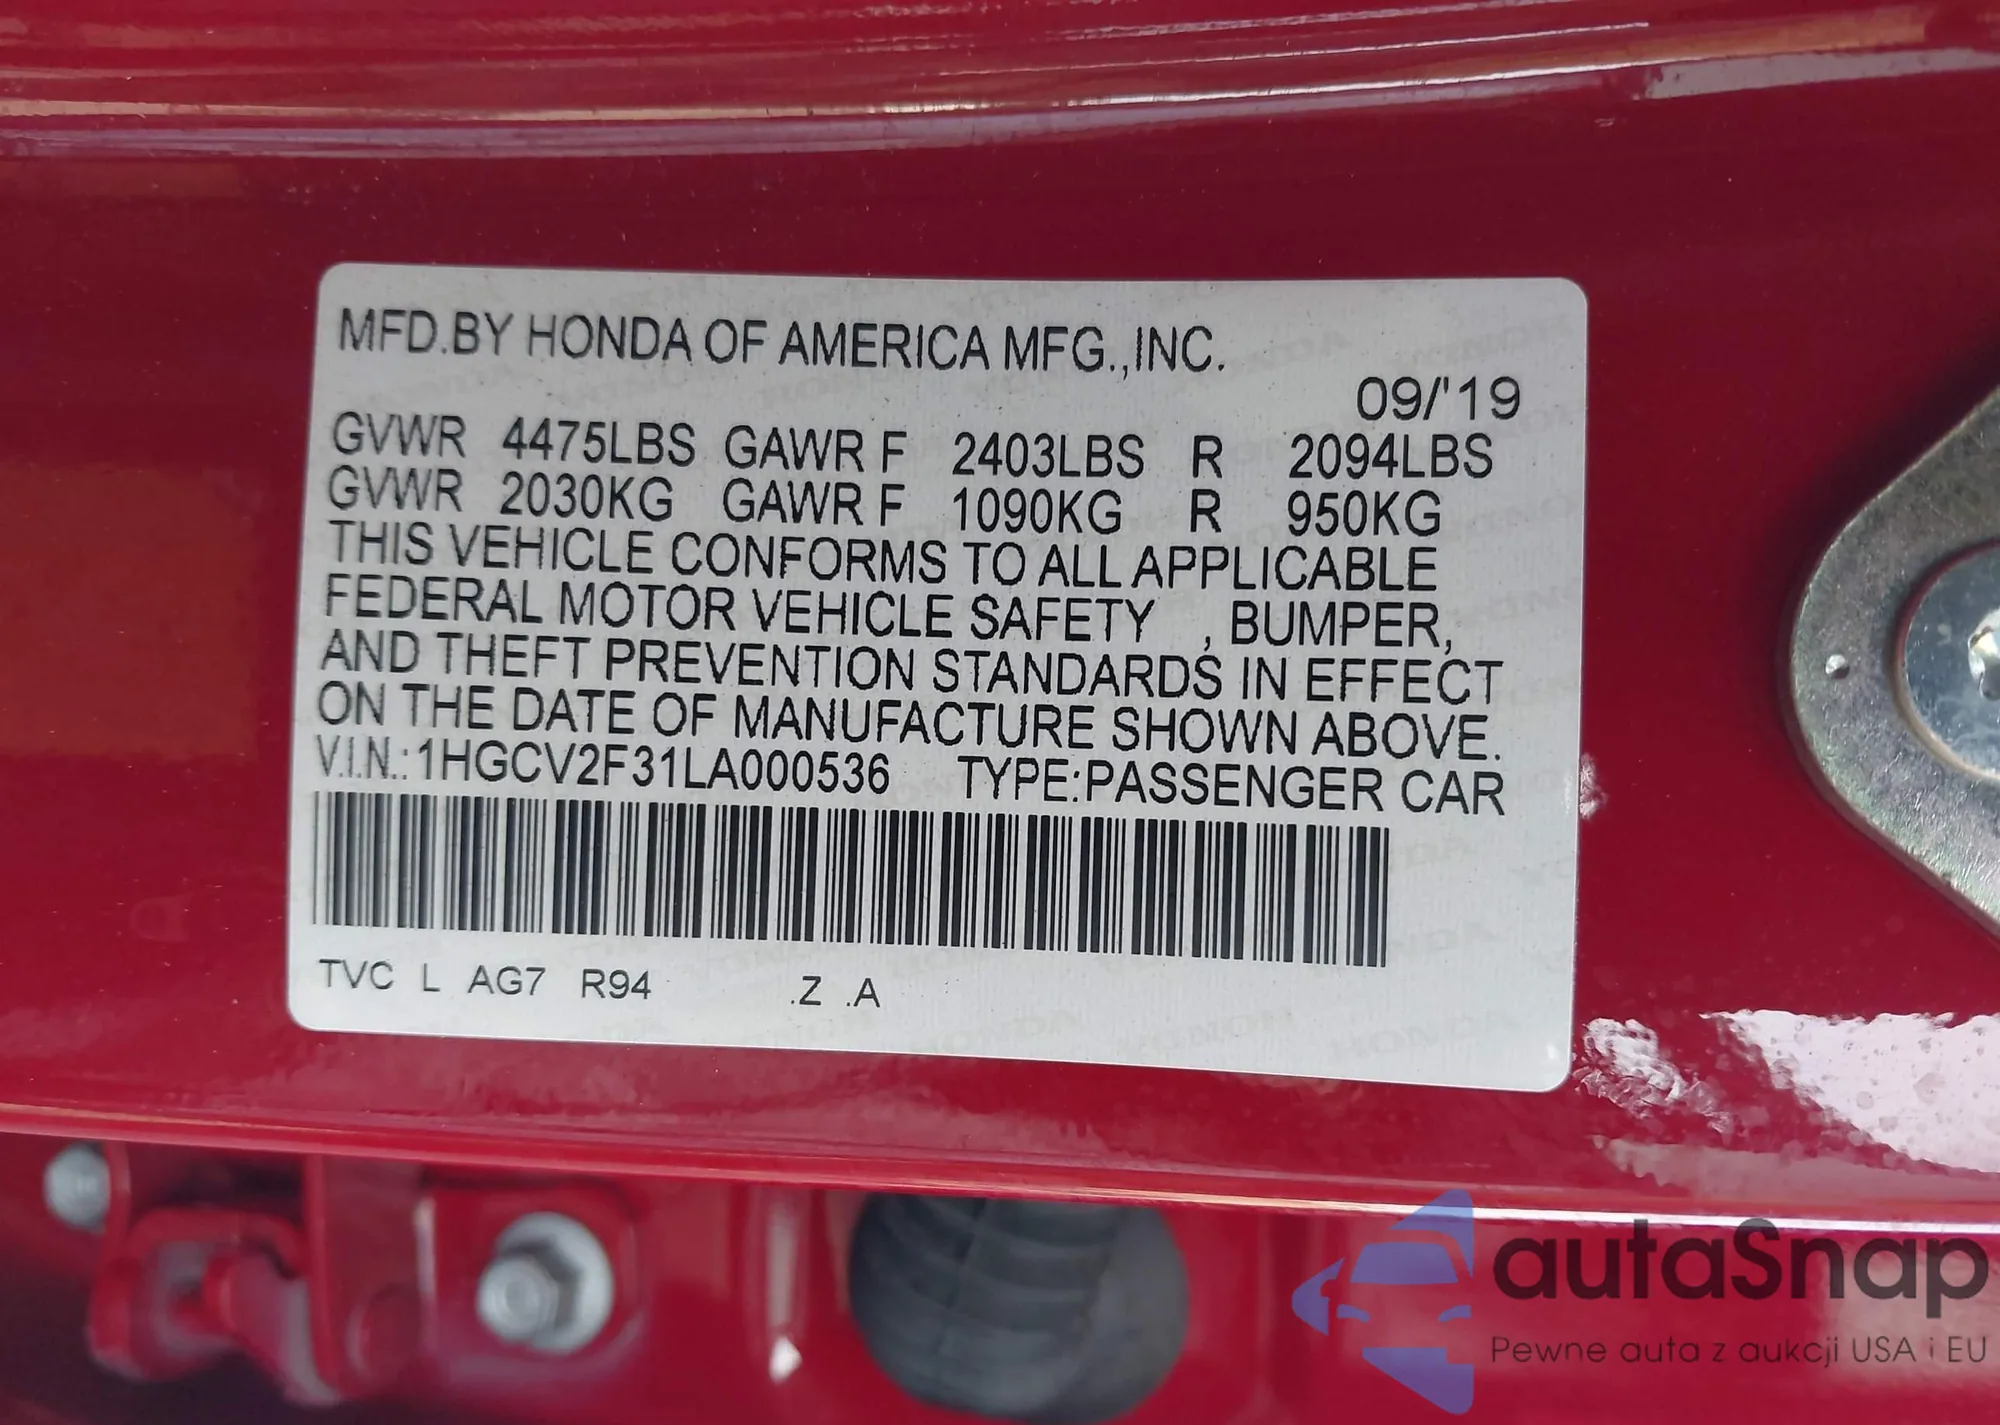 MFD.BY HONDA OF AMERICA MFG.,INC.
09/'19
GVWR 4475LBS GAWR F 2403LBS R 2094LBS
GVWR 2030KG GAWR F 1090KG R 950KG
THIS VEHICLE CONFORMS TO ALL APPLICABLE
FEDERAL MOTOR VEHICLE SAFETY , BUMPER,
AND THEFT PREVENTION STANDARDS IN EFFECT
ON THE DATE OF MANUFACTURE SHOWN ABOVE.
V.I.N.:1HGCV2F31LA000536 TYPE:PASSENGER CAR
TVC L AG7 R94 .Z .A
autaSnap
Pewne auta z aukcji USA i EU